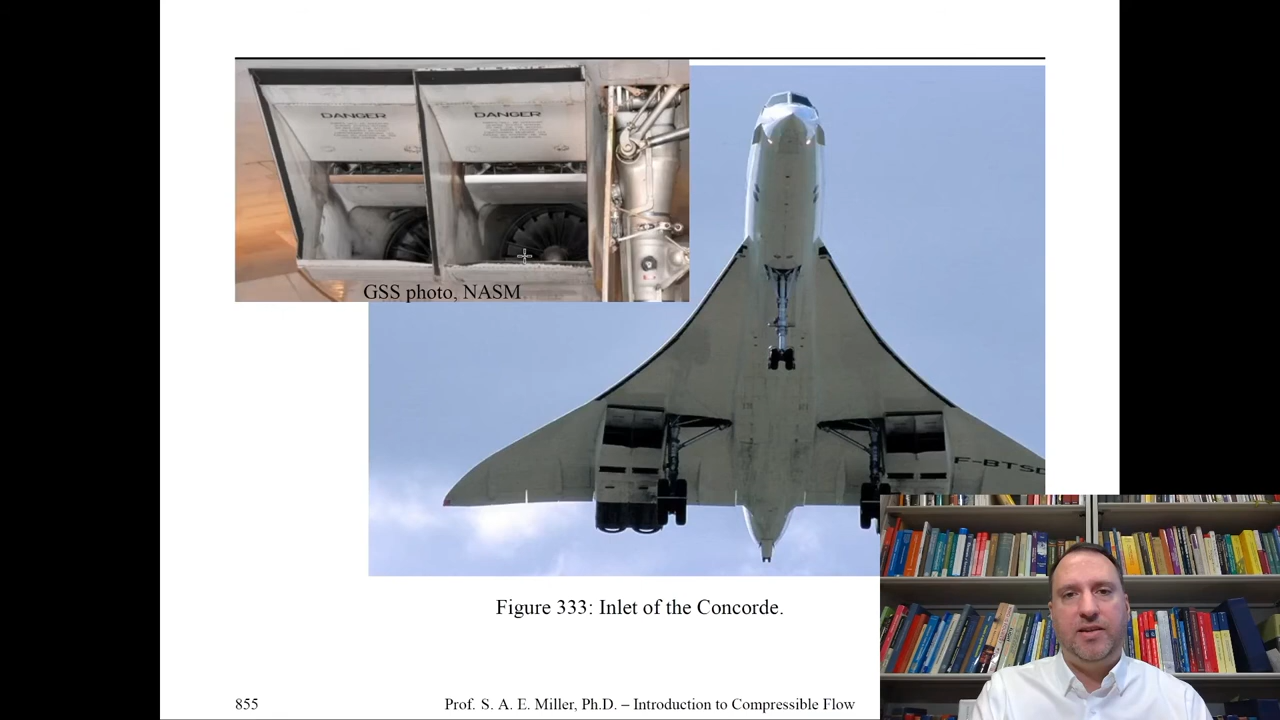 DANGER
DANGER
GSS photo, NASM
F-BTSD
Figure 333: Inlet of the Concorde.
855
Prof. S. A. E. Miller, Ph.D. – Introduction to Compressible Flow